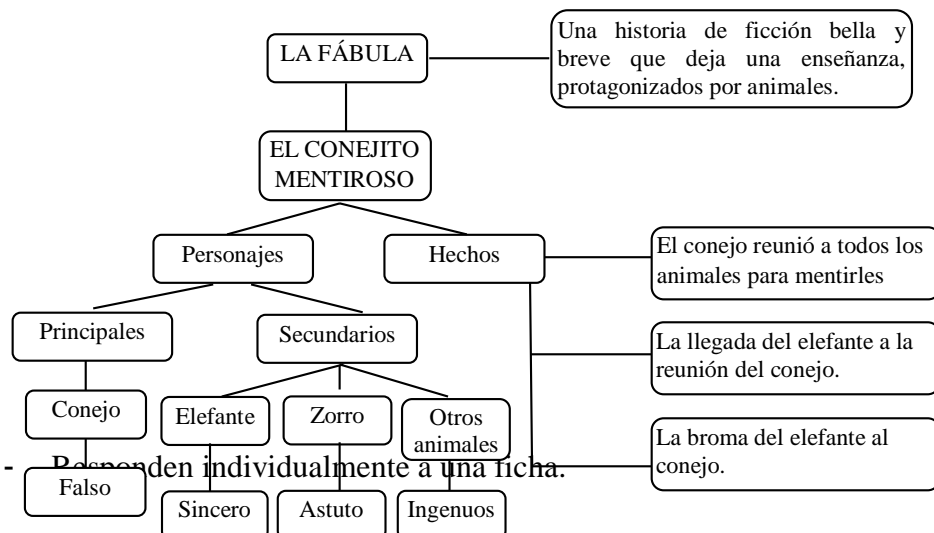 LA FÁBULA
Una historia de ficción bella y
breve que deja una enseñanza,
protagonizados por animales.
EL CONEJITO
MENTIROSO
Personajes
Hechos
El conejo reunió a todos los
animales para mentirles
Principales
Secundarios
La llegada del elefante a la
reunión del conejo.
Conejo
Elefante
Zorro
Otros
animales
La broma del elefante al
conejo.
- Responden individualmente a una ficha.
Falso
Sincero
Astuto
Ingenuos